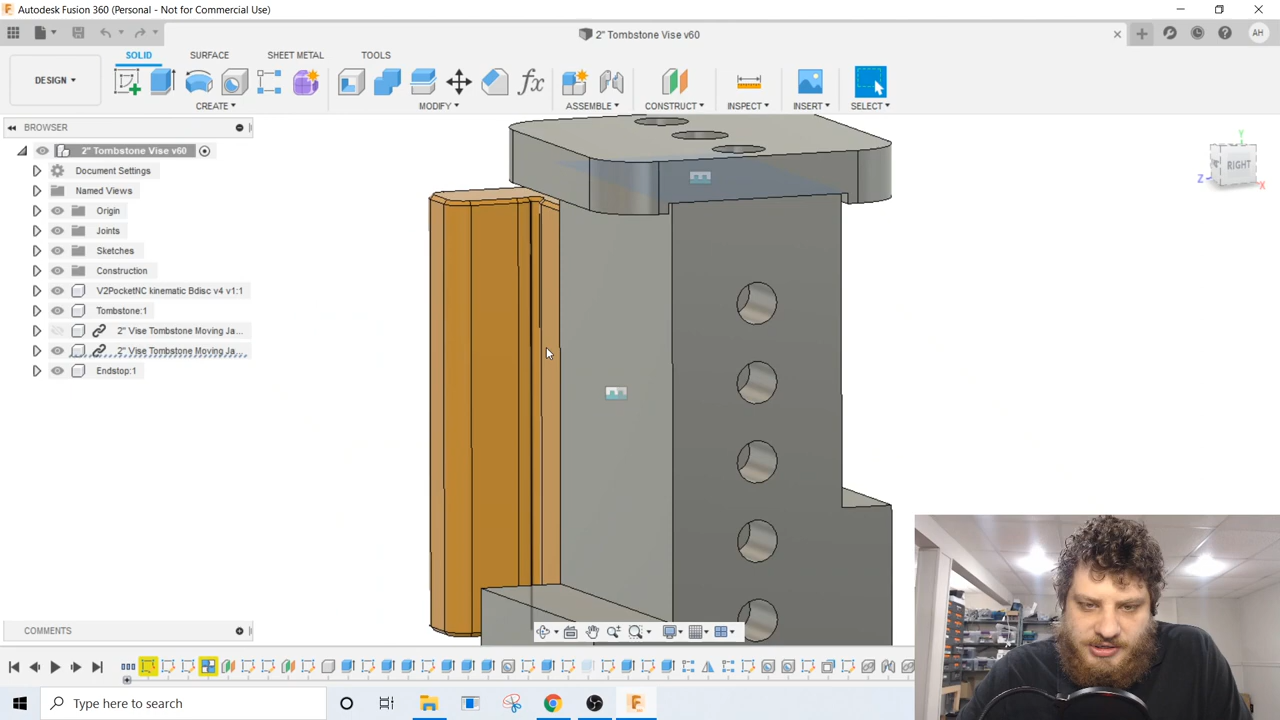 Autodesk Fusion 360 (Personal - Not for Commercial Use)
2" Tombstone Vise v60
AH
DESIGN
SOLID SURFACE SHEET METAL TOOLS
CREATE MODIFY ASSEMBLE CONSTRUCT INSPECT INSERT SELECT
BROWSER
2" Tombstone Vise v60
Document Settings
Named Views
Origin
Joints
Sketches
Construction
V2PocketNC kinematic Bdisc v4 v1:1
Tombstone:1
2" Vise Tombstone Moving Ja...
2" Vise Tombstone Moving Ja...
Endstop:1
Y
Z
X
RIGHT
COMMENTS
Type here to search